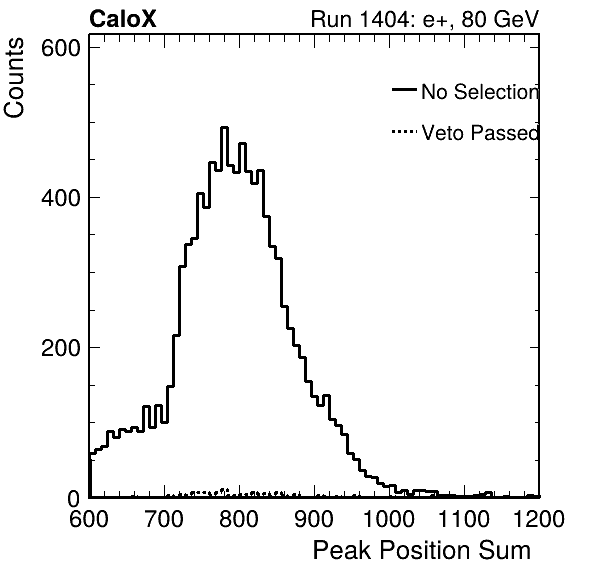 CaloX Run 1404: e+, 80 GeV
Counts
600
400
200
0
No Selection
Veto Passed
600 700 800 900 1000 1100 1200
Peak Position Sum